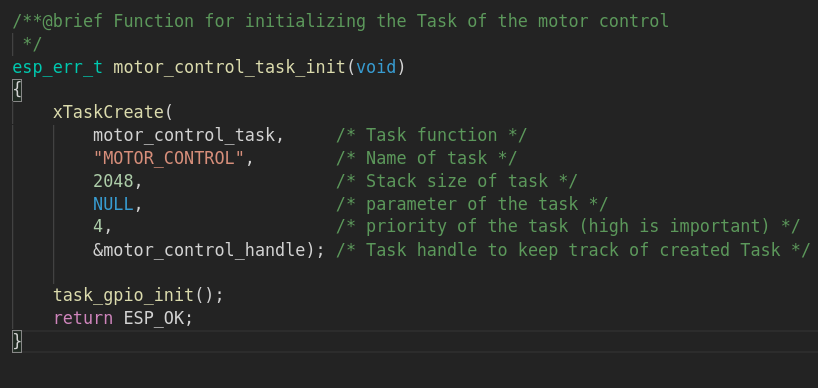 /**@brief Function for initializing the Task of the motor control
 */
esp_err_t motor_control_task_init(void)
{
    xTaskCreate(
        motor_control_task,     /* Task function */
        "MOTOR_CONTROL",        /* Name of task */
        2048,                   /* Stack size of task */
        NULL,                   /* parameter of the task */
        4,                      /* priority of the task (high is important) */
        &motor_control_handle); /* Task handle to keep track of created Task */

    task_gpio_init();
    return ESP_OK;
}